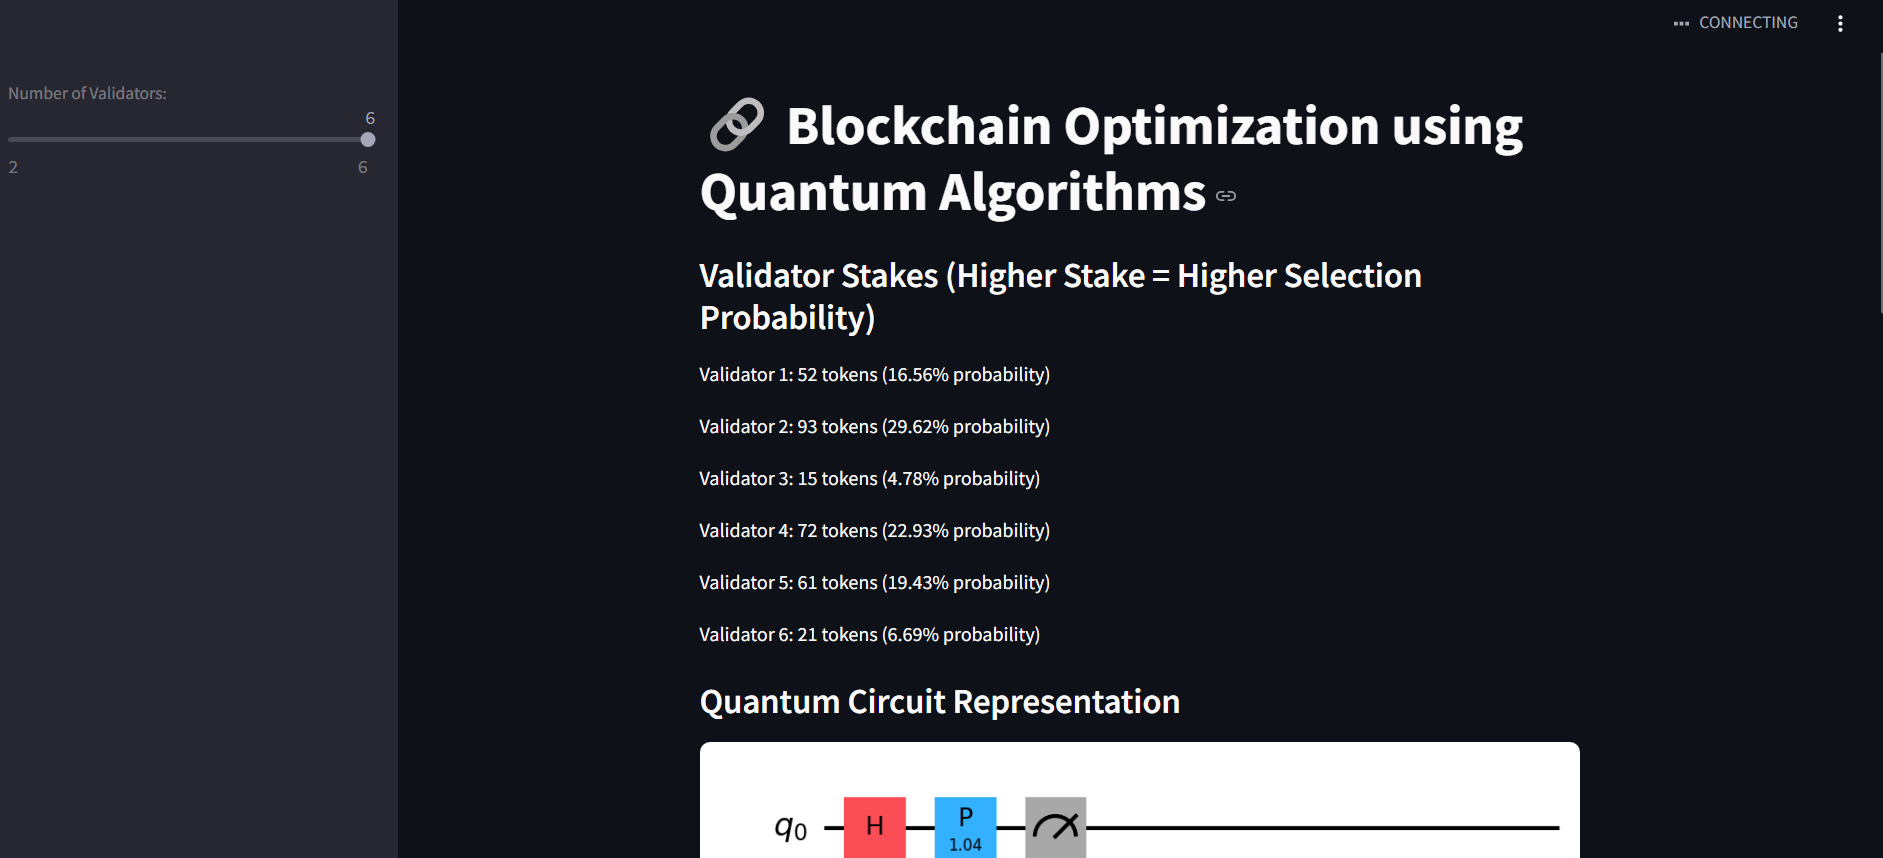 CONNECTING
Number of Validators:
6
2 6
Blockchain Optimization using
Quantum Algorithms
Validator Stakes (Higher Stake = Higher Selection
Probability)
Validator 1: 52 tokens (16.56% probability)
Validator 2: 93 tokens (29.62% probability)
Validator 3: 15 tokens (4.78% probability)
Validator 4: 72 tokens (22.93% probability)
Validator 5: 61 tokens (19.43% probability)
Validator 6: 21 tokens (6.69% probability)
Quantum Circuit Representation
q₀ H P
1.04